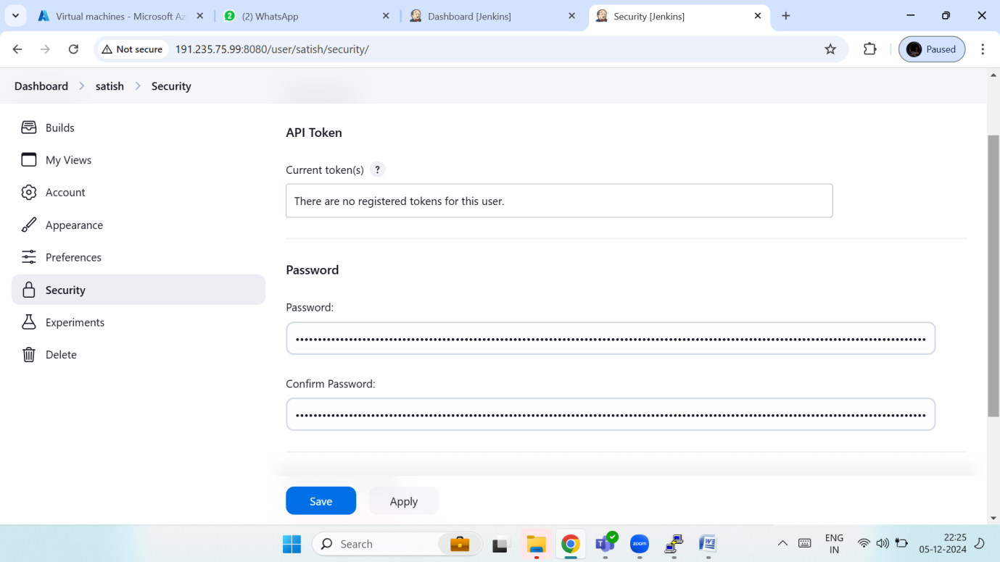 Virtual machines - Microsoft Az
(2) WhatsApp
Dashboard [Jenkins]
Security [Jenkins]
Not secure
191.235.75.99:8080/user/satish/security/
Paused
Dashboard > satish > Security
Builds
My Views
Account
Appearance
Preferences
Security
Experiments
Delete
API Token
Current token(s) ?
There are no registered tokens for this user.
Password
Password:
Confirm Password:
Save
Apply
Search
zoom
ENG
IN
22:25
05-12-2024